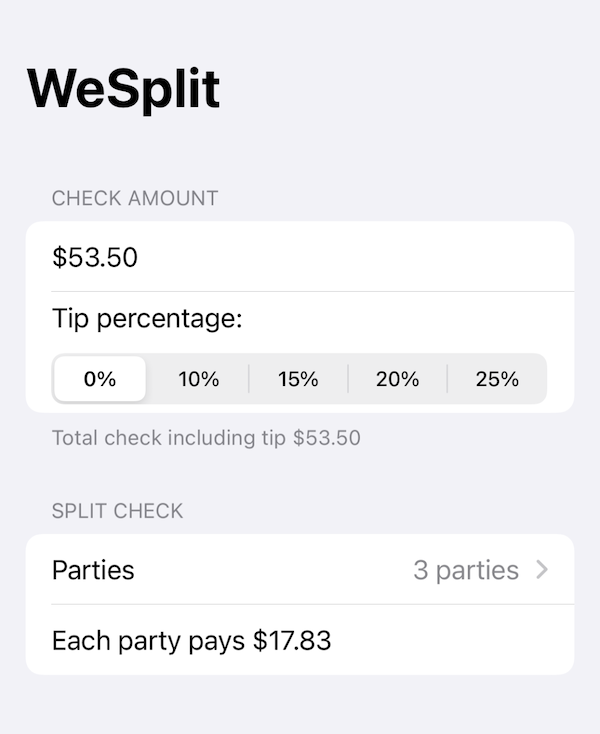 WeSplit
CHECK AMOUNT
$53.50
Tip percentage:
0% 10% 15% 20% 25%
Total check including tip $53.50
SPLIT CHECK
Parties 3 parties
Each party pays $17.83